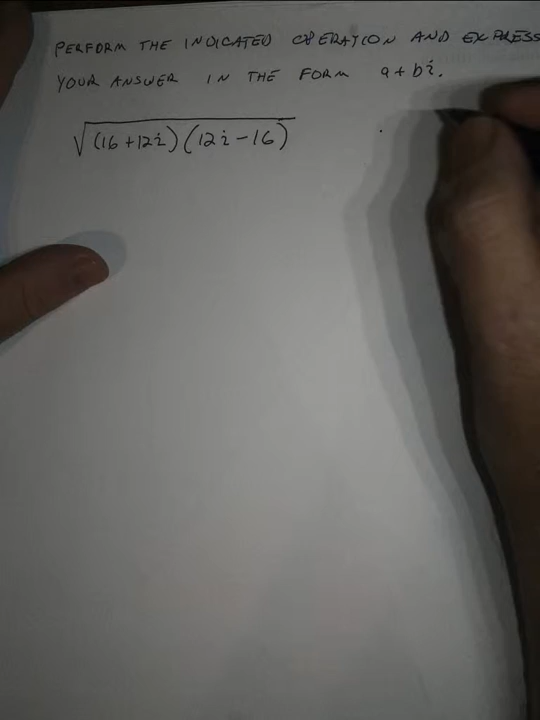 PERFORM THE INDICATED OPERATION AND EXPRESS
YOUR ANSWER IN THE FORM a+bi.
√(16+12i)(12i-16)